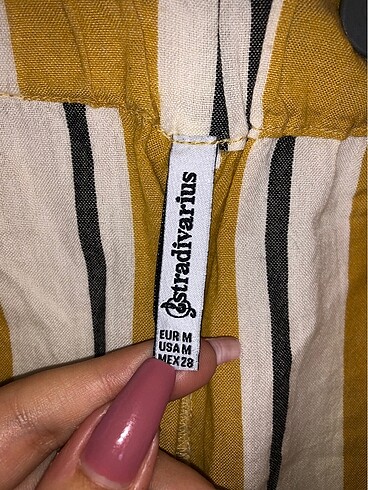 stradivarius
EUR M
USA M
MEX 28